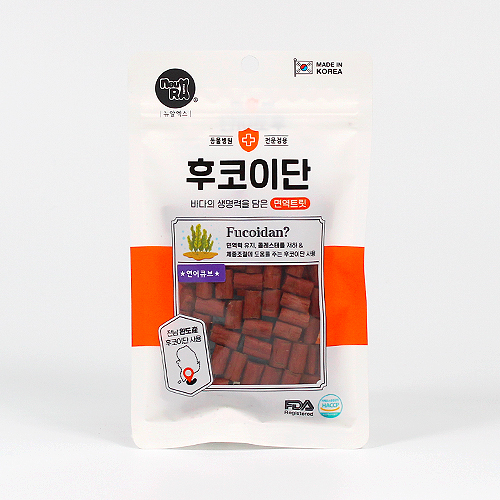 MADE IN
KOREA
뉴알엑스
동물병원 전문검증
후코이단
바다의 생명력을 담은 면역트릿
Fucoidan?
면역력 유지, 콜레스테롤 저하 &
체중조절에 도움을 주는 후코이단 사용
★연어큐브★
전남 완도産
후코이단 사용
FDA
Registered
HACCP